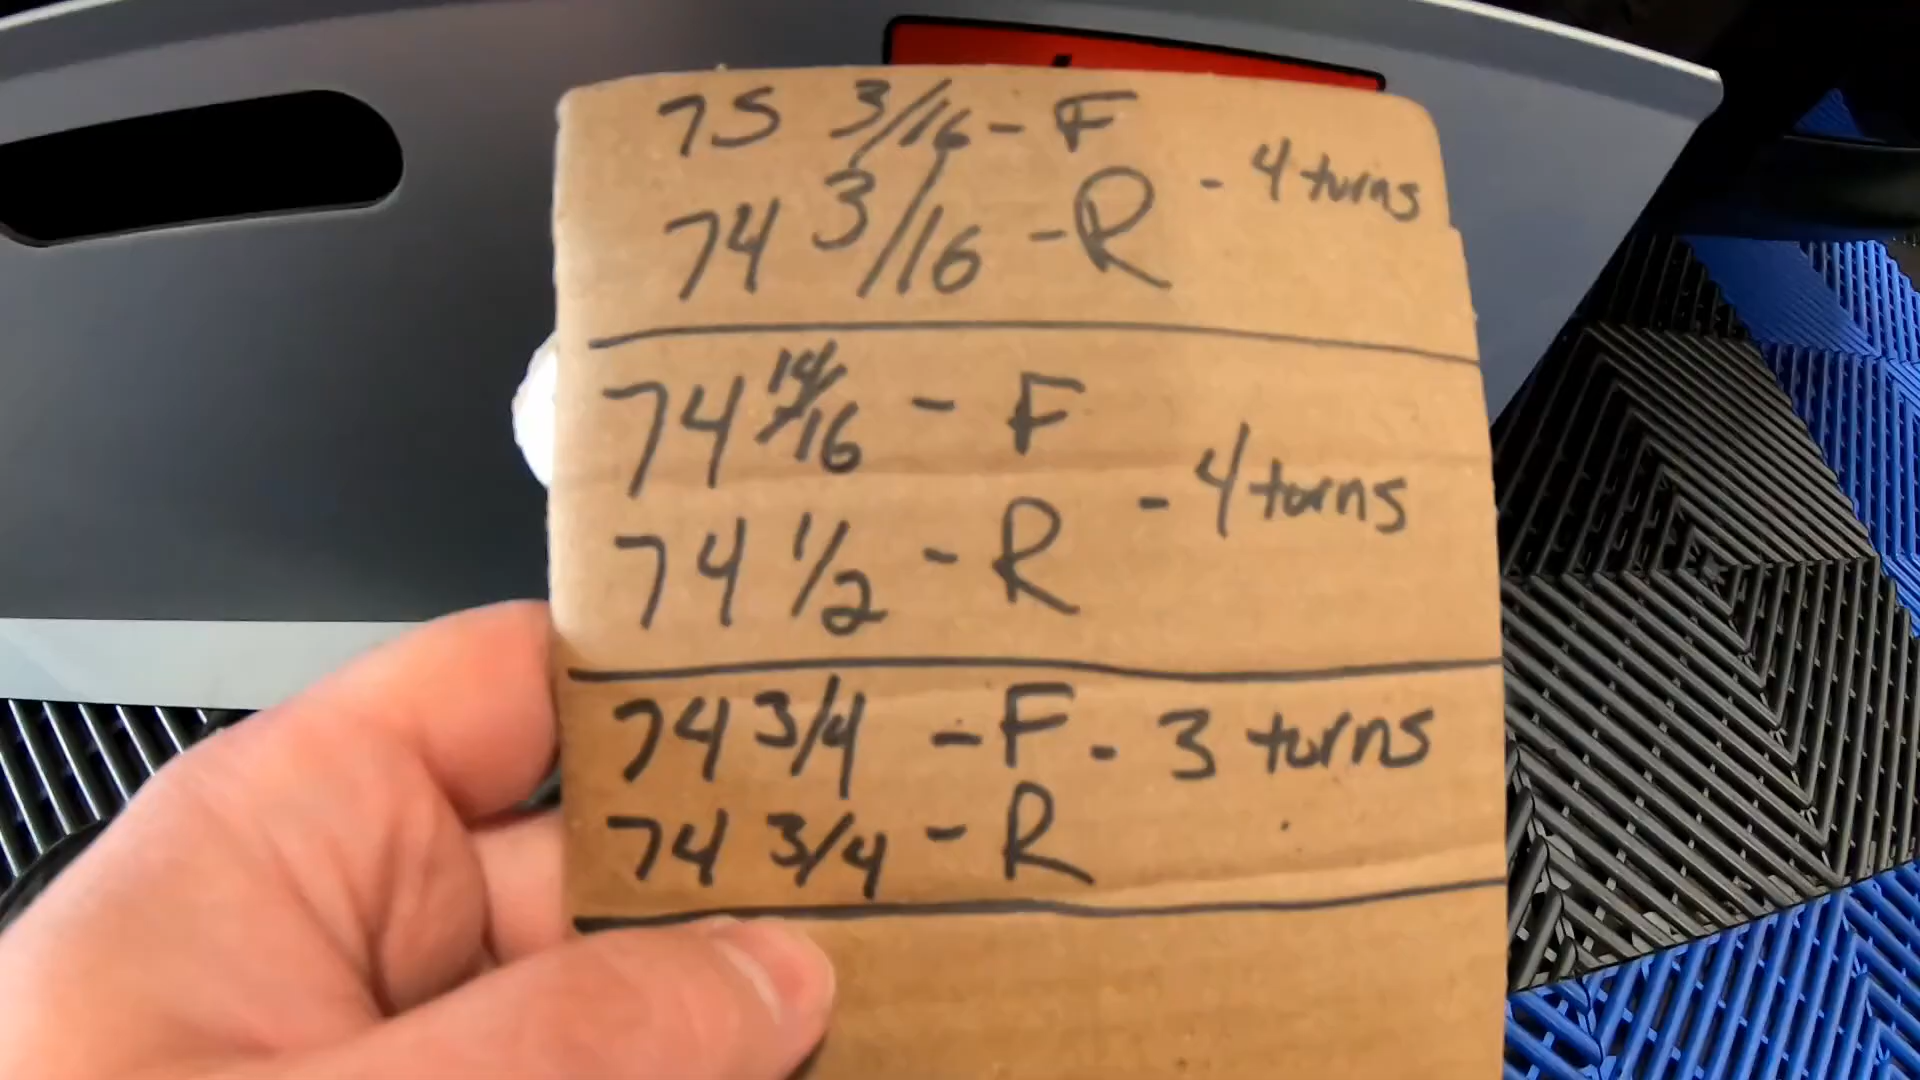 75 3/16 - F
74 3/16 - R - 4 turns
74 14/16 - F
74 1/2 - R - 4 turns
74 3/4 - F - 3 turns
74 3/4 - R